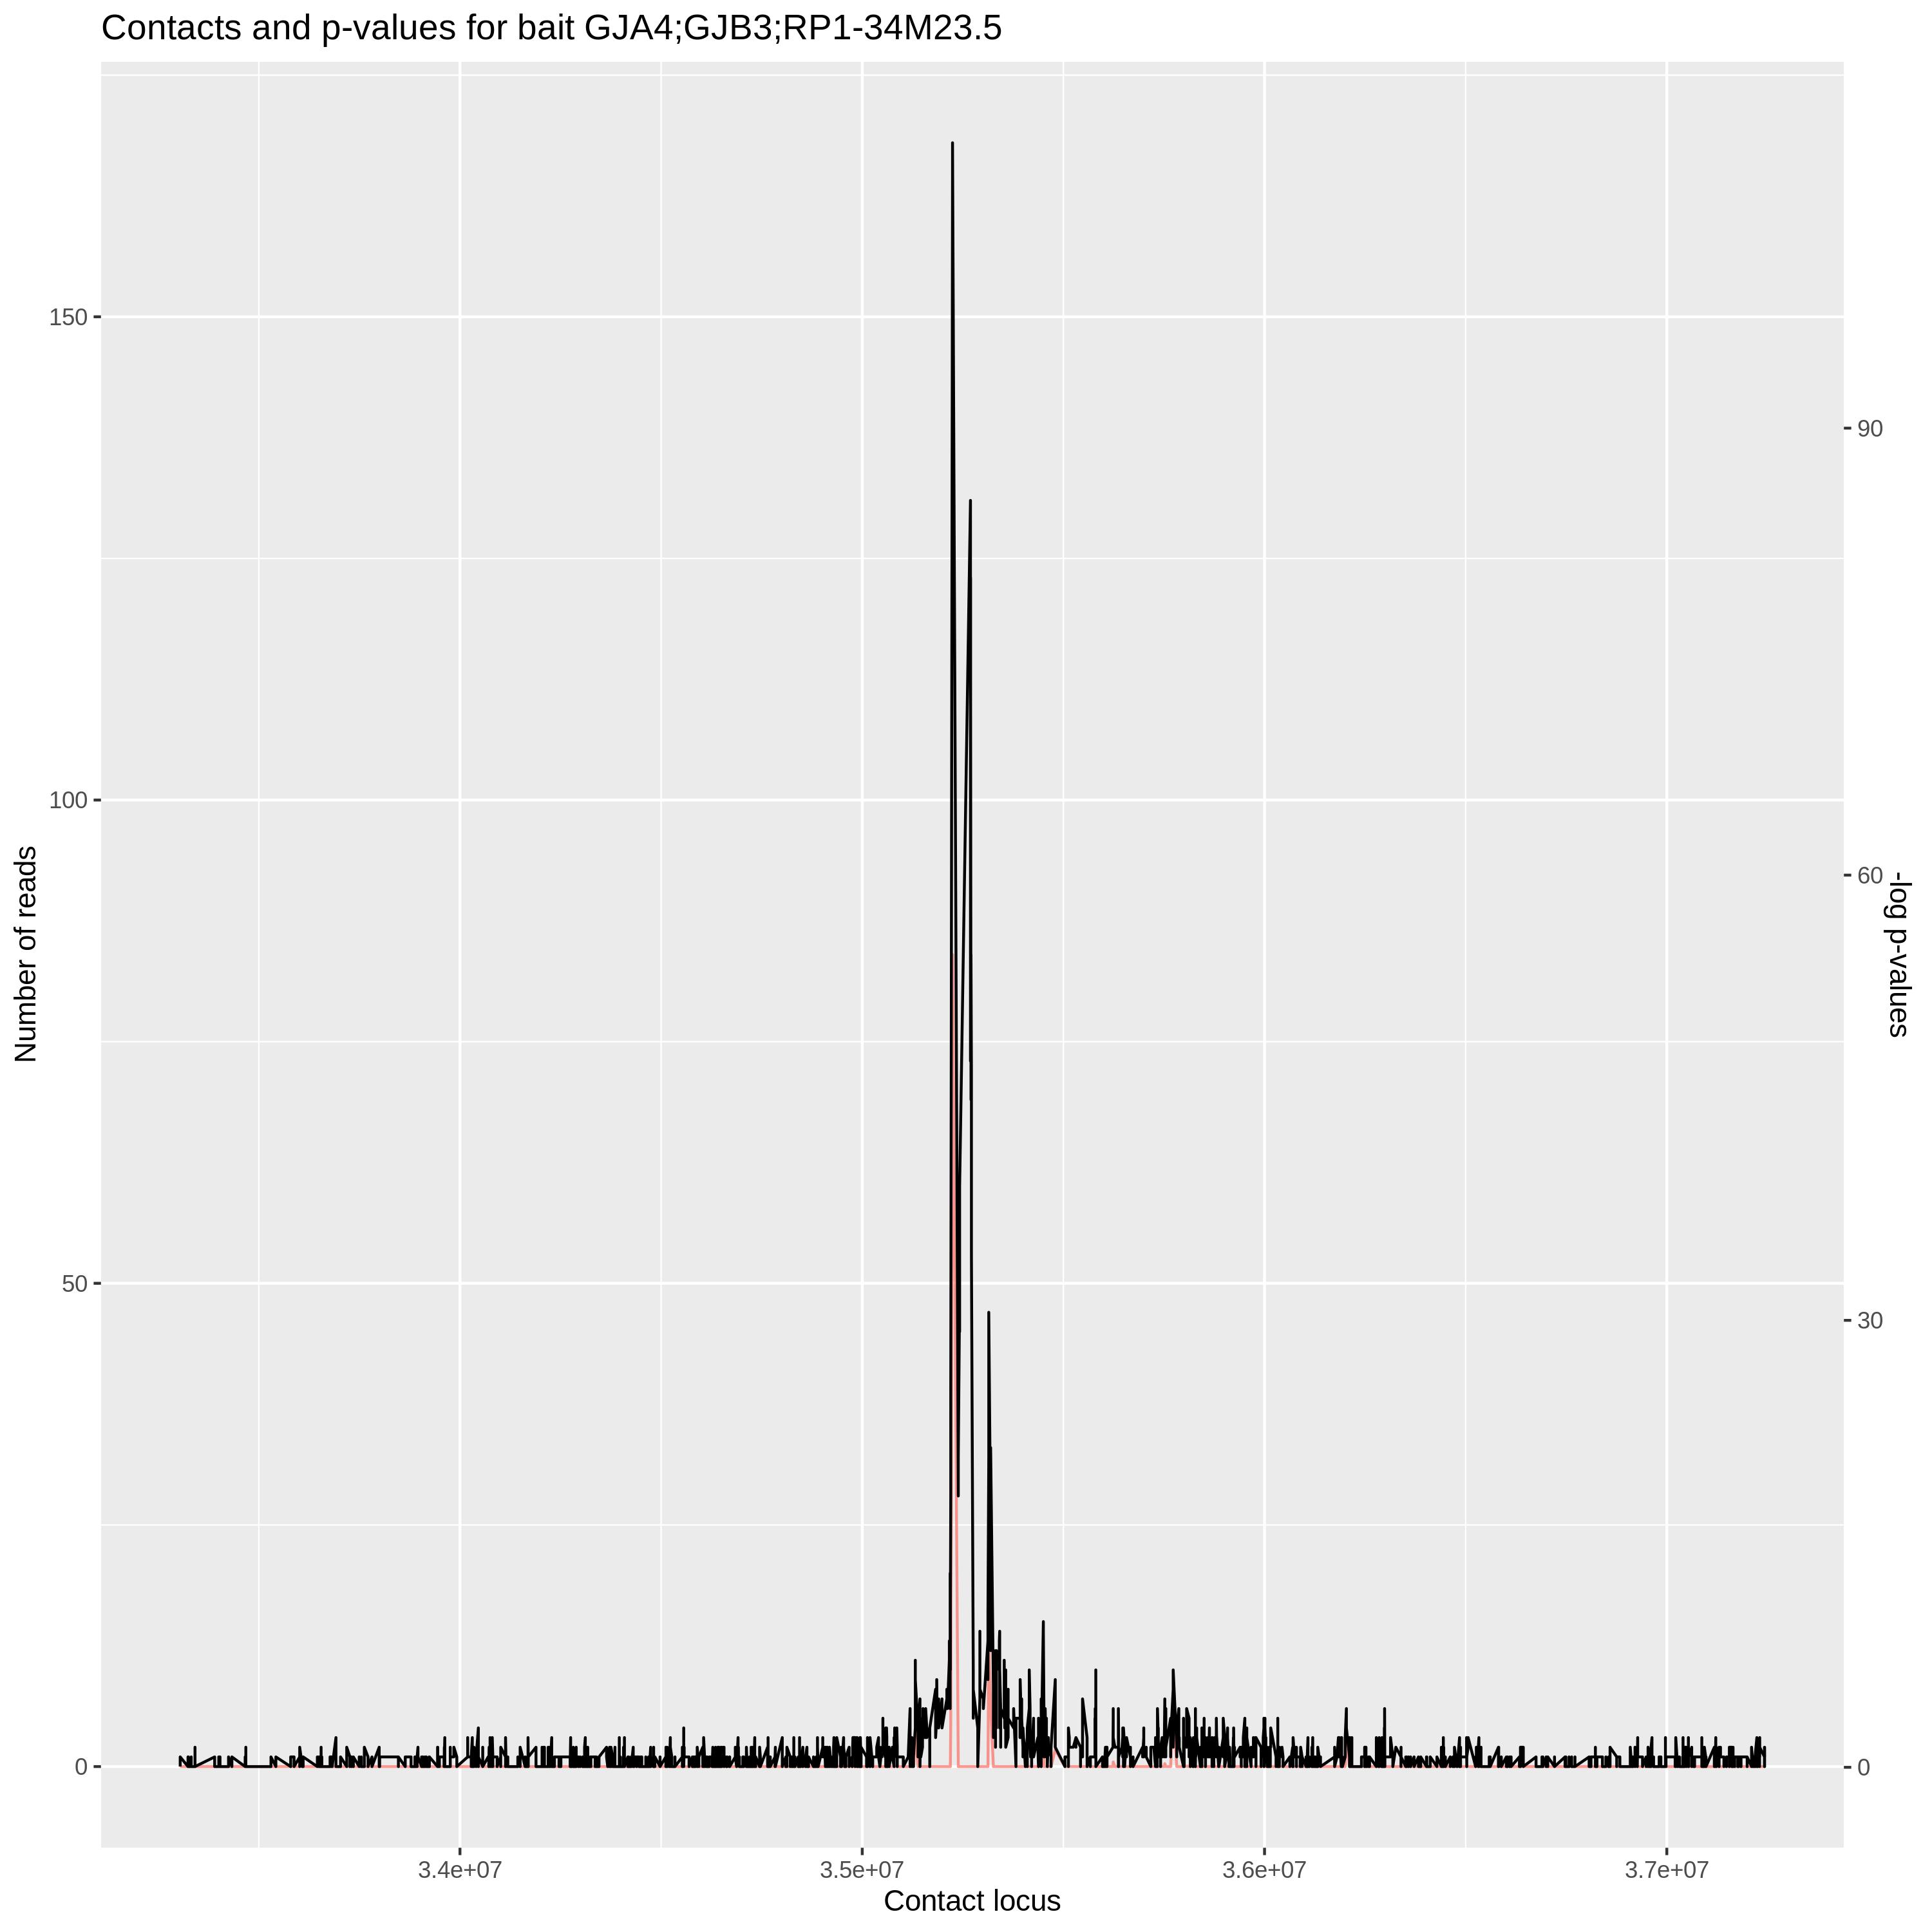 Contacts and p-values for bait GJA4;GJB3;RP1-34M23.5
150
100
50
0
Number of reads
90
60
30
0
-log p-values
3.4e+07
3.5e+07
3.6e+07
3.7e+07
Contact locus